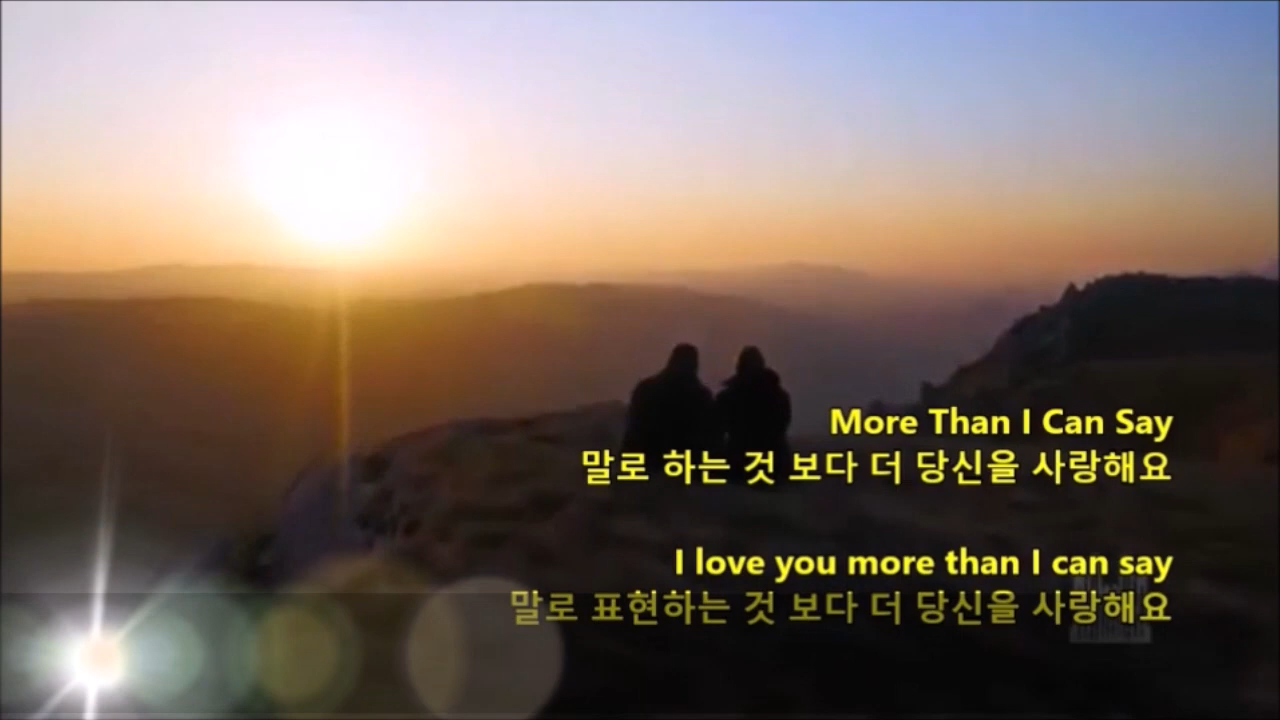 More Than I Can Say
말로 하는 것 보다 더 당신을 사랑해요
I love you more than I can say
말로 표현하는 것 보다 더 당신을 사랑해요